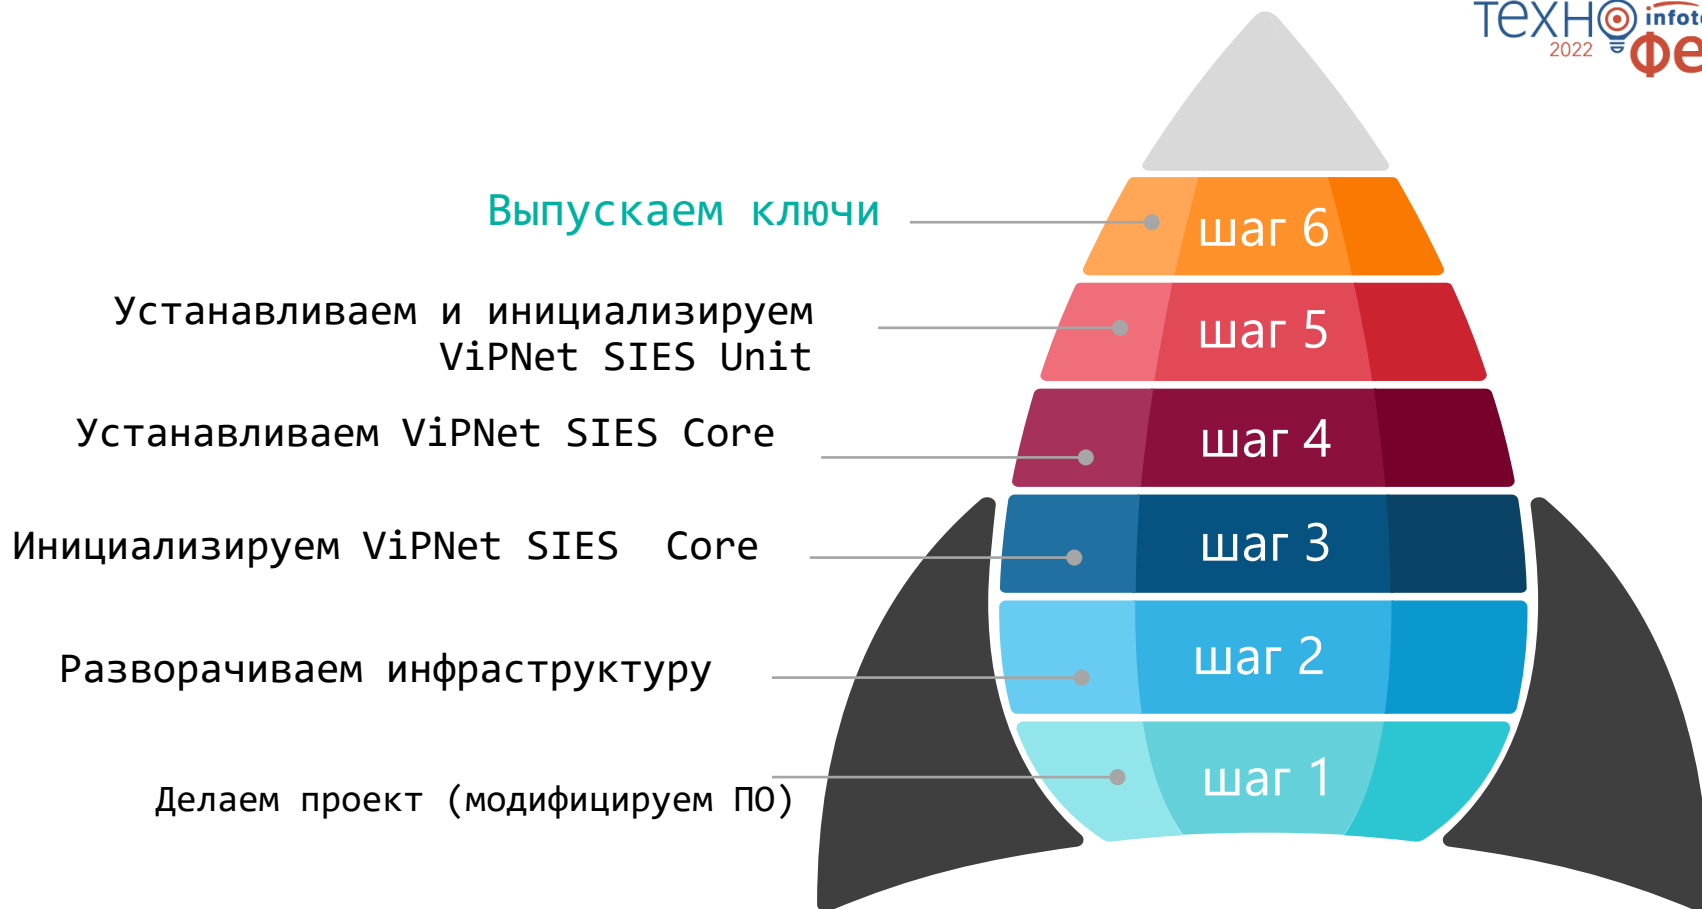 техно infote
2022 Фе
Выпускаем ключи
шаг 6
Устанавливаем и инициализируем
ViPNet SIES Unit
шаг 5
Устанавливаем ViPNet SIES Core
шаг 4
Инициализируем ViPNet SIES  Core
шаг 3
Разворачиваем инфраструктуру
шаг 2
Делаем проект (модифицируем ПО)
шаг 1